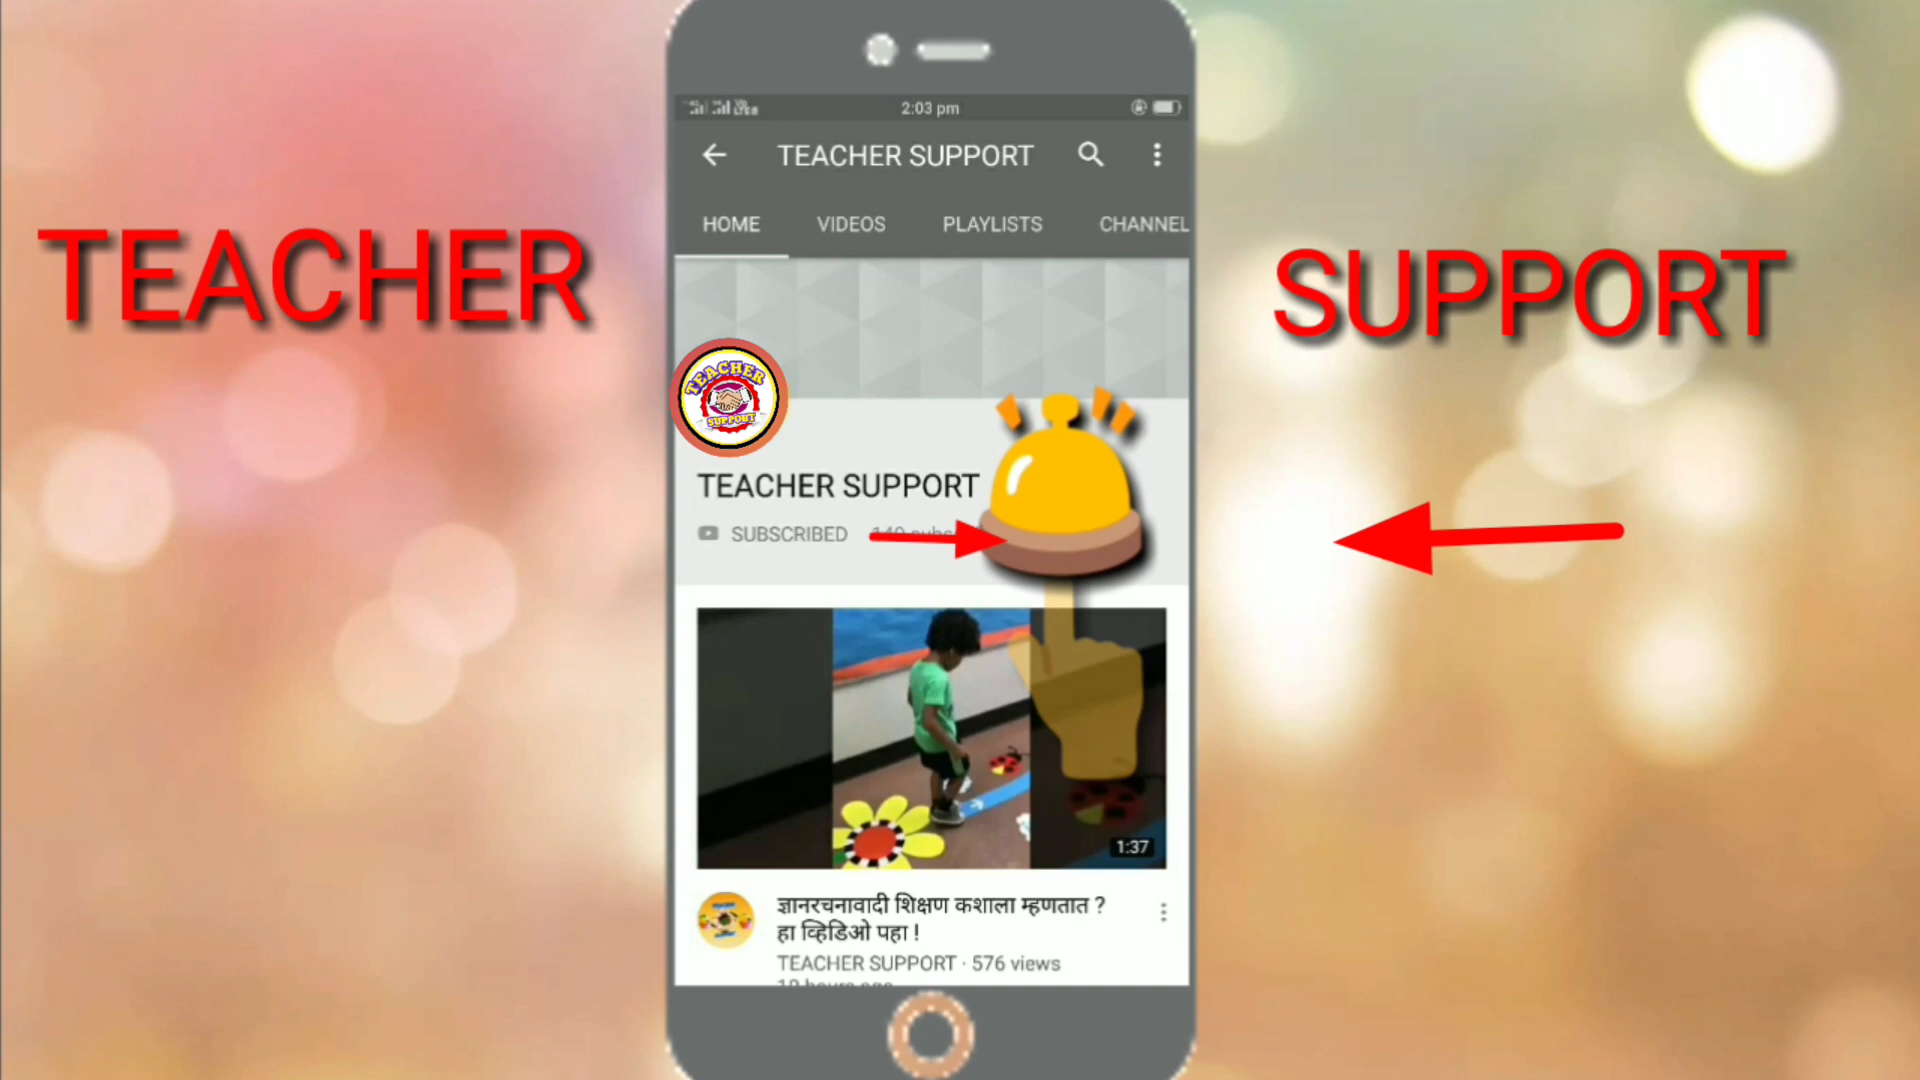 TEACHER
SUPPORT
2:03 pm
TEACHER SUPPORT
HOME VIDEOS PLAYLISTS CHANNEL
TEACHER
SUPPORT
TEACHER SUPPORT
SUBSCRIBED
1:37
ज्ञानरचनावादी शिक्षण कशाला म्हणतात ?
हा व्हिडिओ पहा !
TEACHER SUPPORT · 576 views